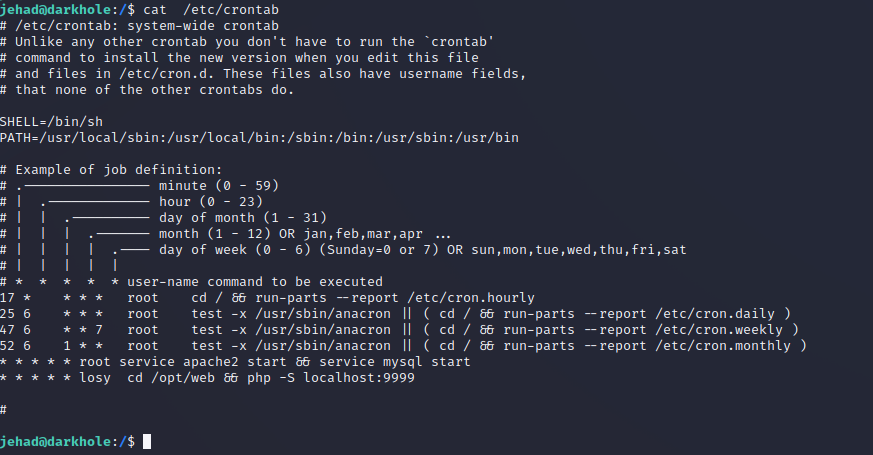 jehad@darkhole:/$ cat  /etc/crontab
# /etc/crontab: system-wide crontab
# Unlike any other crontab you don't have to run the `crontab'
# command to install the new version when you edit this file
# and files in /etc/cron.d. These files also have username fields,
# that none of the other crontabs do.

SHELL=/bin/sh
PATH=/usr/local/sbin:/usr/local/bin:/sbin:/bin:/usr/sbin:/usr/bin

# Example of job definition:
# .---------------- minute (0 - 59)
# |  .------------- hour (0 - 23)
# |  |  .---------- day of month (1 - 31)
# |  |  |  .------- month (1 - 12) OR jan,feb,mar,apr ...
# |  |  |  |  .---- day of week (0 - 6) (Sunday=0 or 7) OR sun,mon,tue,wed,thu,fri,sat
# |  |  |  |  |
# *  *  *  *  * user-name command to be executed
17 *    * * *   root    cd / && run-parts --report /etc/cron.hourly
25 6    * * *   root    test -x /usr/sbin/anacron || ( cd / && run-parts --report /etc/cron.daily )
47 6    * * 7   root    test -x /usr/sbin/anacron || ( cd / && run-parts --report /etc/cron.weekly )
52 6    1 * *   root    test -x /usr/sbin/anacron || ( cd / && run-parts --report /etc/cron.monthly )
* * * * * root service apache2 start && service mysql start
* * * * * losy  cd /opt/web && php -S localhost:9999

#

jehad@darkhole:/$